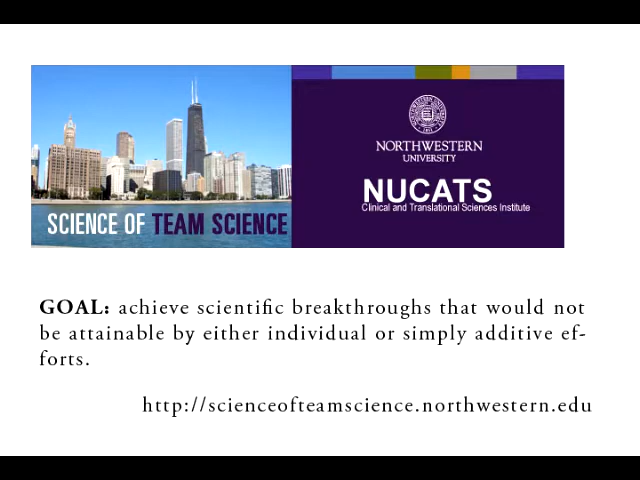 SCIENCE OF TEAM SCIENCE
NORTHWESTERN
UNIVERSITY
NUCATS
Clinical and Translational Sciences Institute
GOAL: achieve scientific breakthroughs that would not
be attainable by either individual or simply additive ef-
forts.
http://scienceofteamscience.northwestern.edu